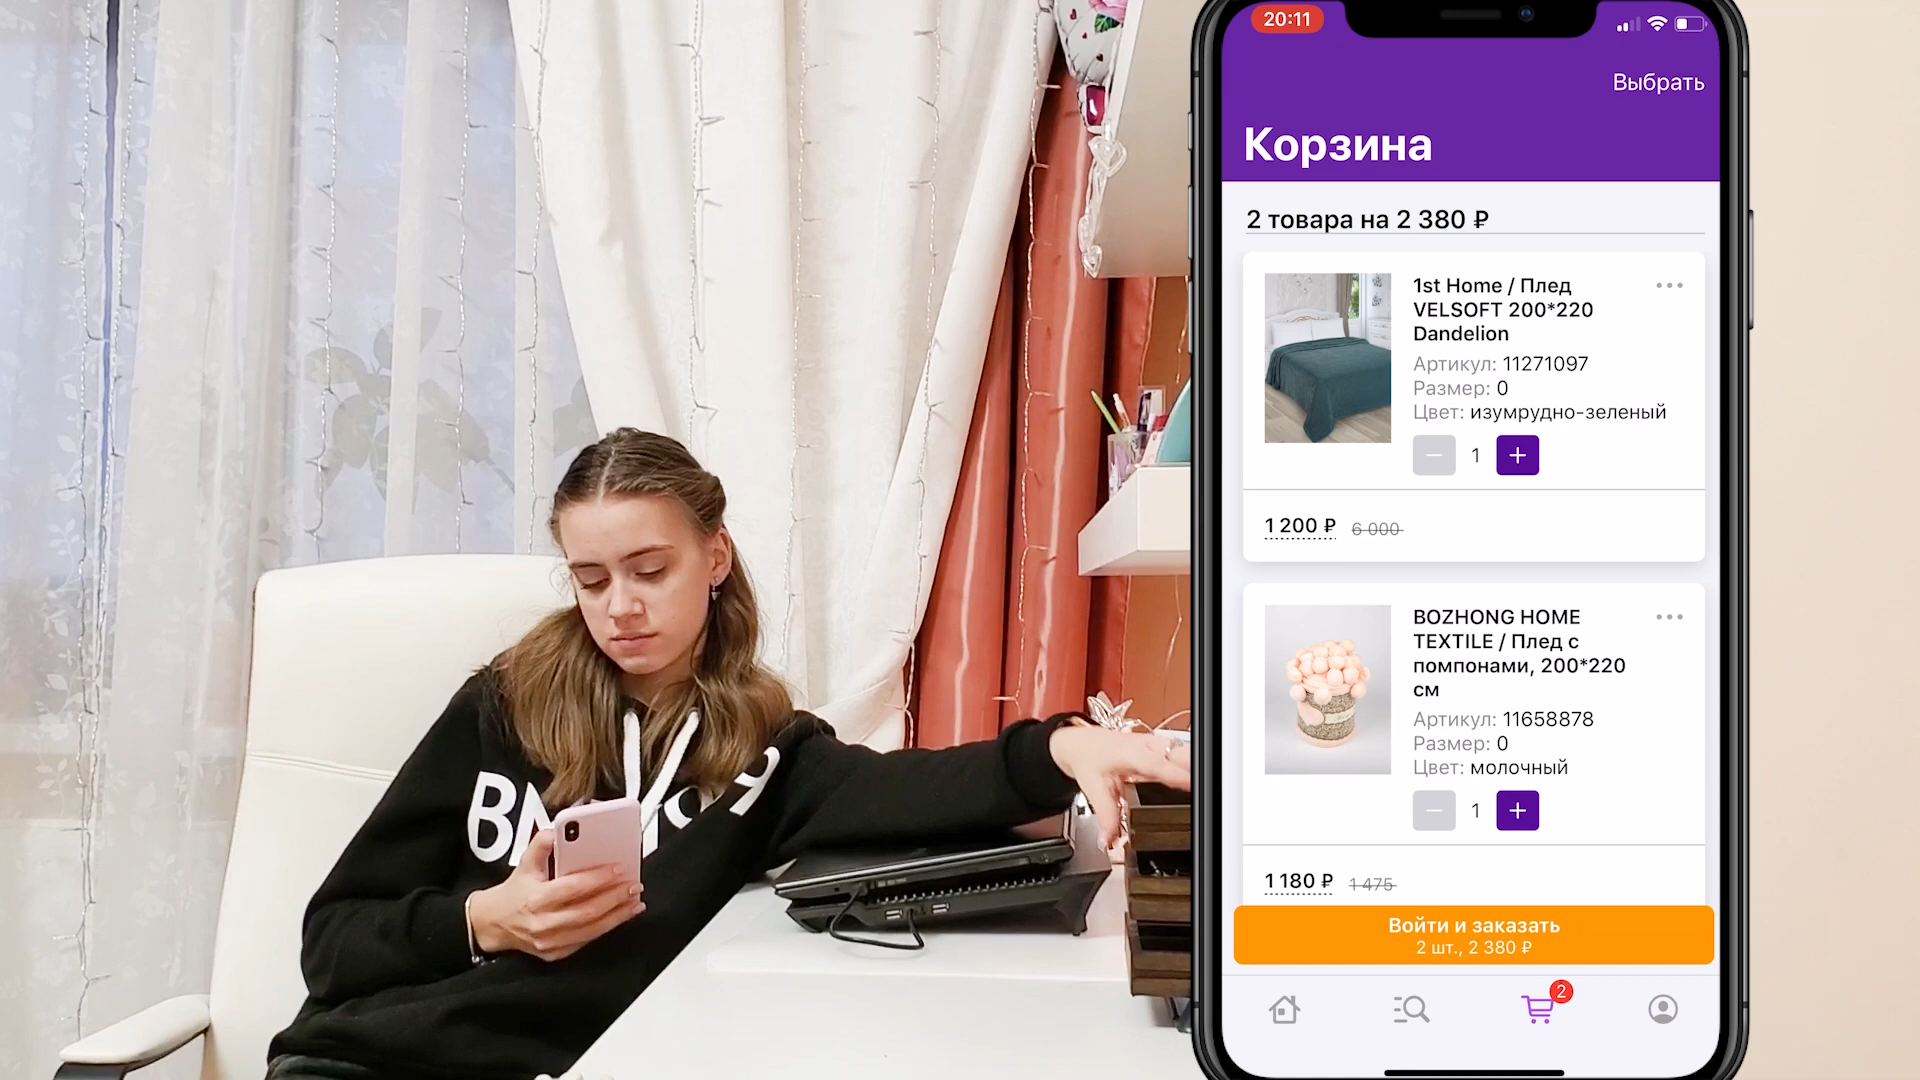 20:11
Выбрать
Корзина
2 товара на 2 380 ₽
1st Home / Плед
VELSOFT 200*220
Dandelion
Артикул: 11271097
Размер: 0
Цвет: изумрудно-зеленый
1
1 200 ₽ 6 000
BOZHONG HOME
TEXTILE / Плед с
помпонами, 200*220
см
Артикул: 11658878
Размер: 0
Цвет: молочный
1
1 180 ₽ 1 475
Войти и заказать
2 шт., 2 380 ₽
2